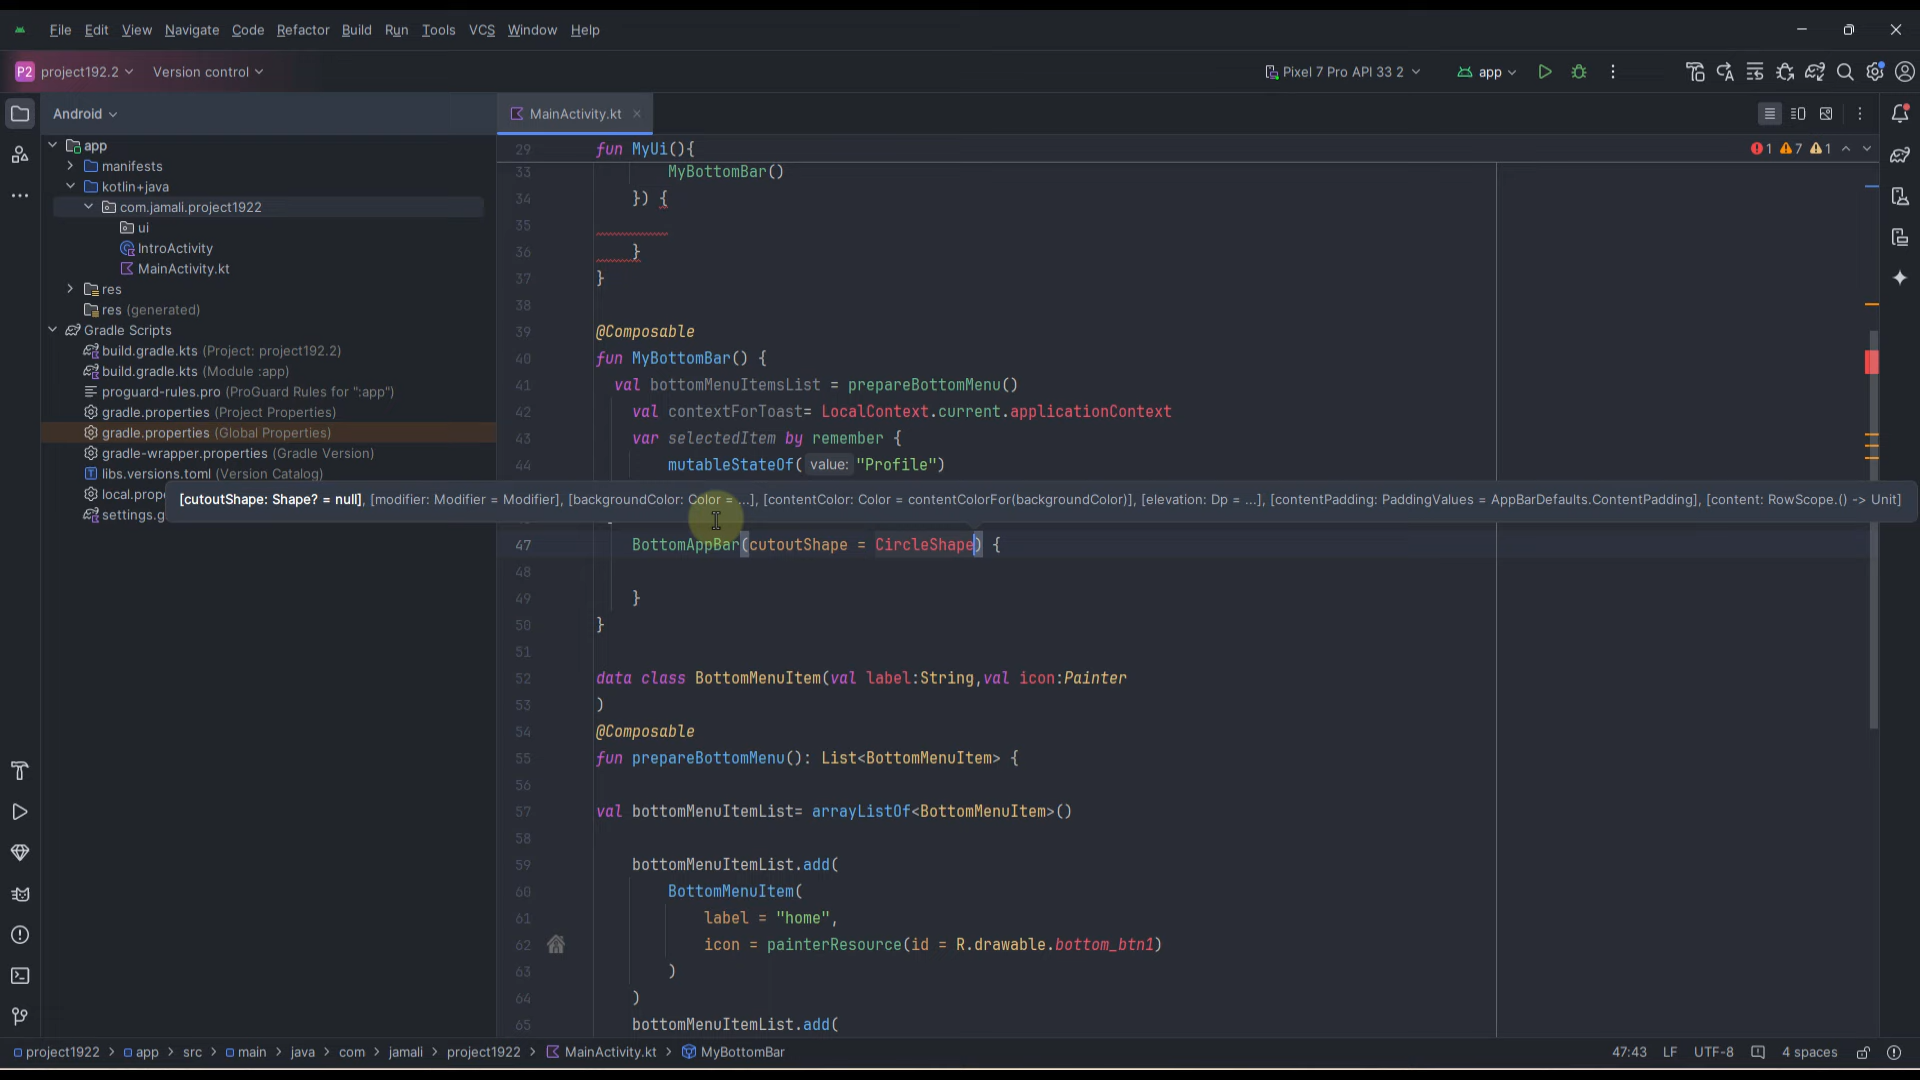 File Edit View Navigate Code Refactor Build Run Tools VCS Window Help
P2 project192.2 Version control Pixel 7 Pro API 33 2 app
Android
MainActivity.kt
app
manifests
kotlin+java
com.jamali.project1922
ui
IntroActivity
MainActivity.kt
res
res (generated)
Gradle Scripts
build.gradle.kts (Project: project192.2)
build.gradle.kts (Module :app)
proguard-rules.pro (ProGuard Rules for ":app")
gradle.properties (Project Properties)
gradle.properties (Global Properties)
gradle-wrapper.properties (Gradle Version)
libs.versions.toml (Version Catalog)
local.prope
settings.g
1 7 1
29 fun MyUi(){
33 MyBottomBar()
34 }) {
35
36 }
37 }
38
39 @Composable
40 fun MyBottomBar() {
41 val bottomMenuItemsList = prepareBottomMenu()
42 val contextForToast= LocalContext.current.applicationContext
43 var selectedItem by remember {
44 mutableStateOf( value: "Profile")
[cutoutShape: Shape? = null], [modifier: Modifier = Modifier], [backgroundColor: Color = ...], [contentColor: Color = contentColorFor(backgroundColor)], [elevation: Dp = ...], [contentPadding: PaddingValues = AppBarDefaults.ContentPadding], [content: RowScope.() -> Unit]
47 BottomAppBar(cutoutShape = CircleShape) {
48
49 }
50 }
51
52 data class BottomMenuItem(val label:String,val icon:Painter
53 )
54 @Composable
55 fun prepareBottomMenu(): List<BottomMenuItem> {
56
57 val bottomMenuItemList= arrayListOf<BottomMenuItem>()
58
59 bottomMenuItemList.add(
60 BottomMenuItem(
61 label = "home",
62 icon = painterResource(id = R.drawable.bottom_btn1)
63 )
64 )
65 bottomMenuItemList.add(
project1922 > app > src > main > java > com > jamali > project1922 > MainActivity.kt > MyBottomBar 47:43 LF UTF-8 4 spaces